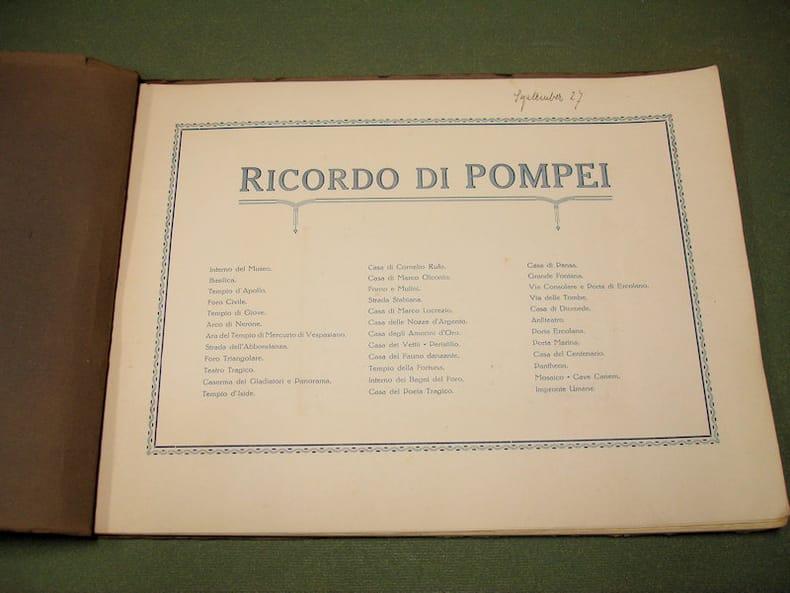 September 27
RICORDO DI POMPEI
Interno del Museo.
Basilica.
Tempio d'Apollo.
Foro Civile.
Tempio di Giove.
Arco di Nerone.
Ara del Tempio di Mercurio di Vespasiano.
Strada dell'Abbondanza.
Foro Triangolare.
Teatro Tragico.
Caserma dei Gladiatori e Panorama.
Tempio d'Iside.
Casa di Cornelio Rufo.
Casa di Marco Oliconio.
Forno e Mulini.
Strada Stabiana.
Casa di Marco Lucrezio.
Casa delle Nozze d'Argento.
Casa degli Amorini d'Oro.
Casa dei Vettii - Peristilio.
Casa del Fauno danzante.
Tempio della Fortuna.
Interno dei Bagni del Foro.
Casa del Poeta Tragico.
Casa di Pansa.
Grande Fontana.
Via Consolare e Porta di Ercolano.
Via delle Tombe.
Casa di Diomede.
Anfiteatro.
Porta Ercolana.
Porta Marina.
Casa del Centenario.
Pantheon.
Mosaico - Cave Canem.
Impronte Umane.